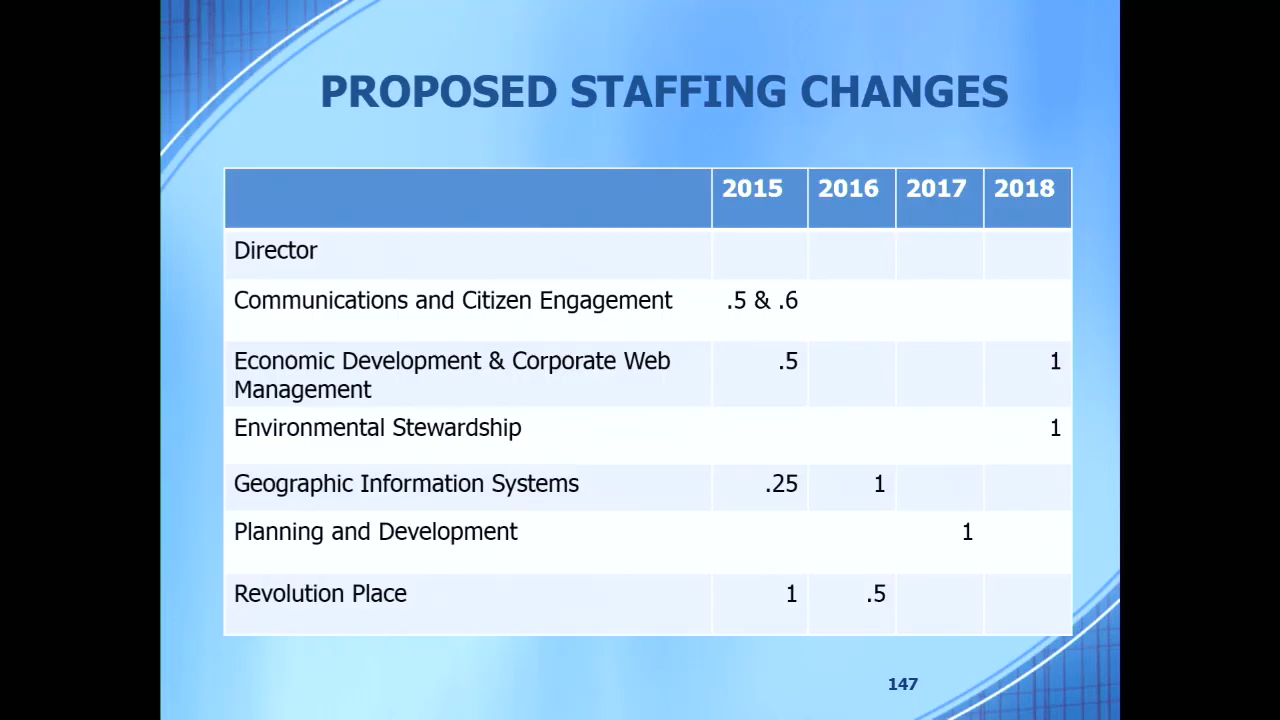 PROPOSED STAFFING CHANGES
2015 2016 2017 2018
Director
Communications and Citizen Engagement .5 & .6
Economic Development & Corporate Web .5 1
Management
Environmental Stewardship 1
Geographic Information Systems .25 1
Planning and Development 1
Revolution Place 1 .5
147